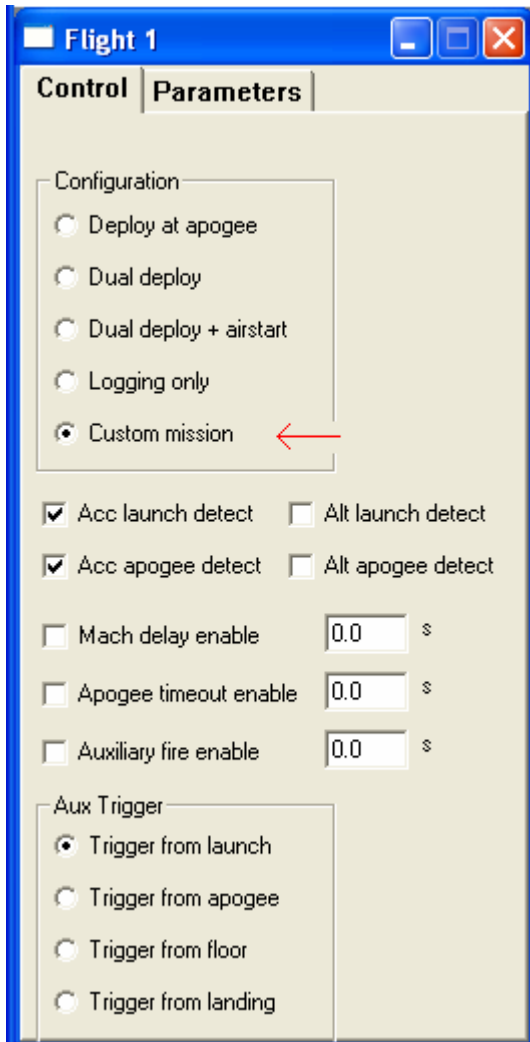 Flight 1
Control Parameters
Configuration
Deploy at apogee
Dual deploy
Dual deploy + airstart
Logging only
Custom mission
Acc launch detect Alt launch detect
Acc apogee detect Alt apogee detect
Mach delay enable 0.0 s
Apogee timeout enable 0.0 s
Auxiliary fire enable 0.0 s
Aux Trigger
Trigger from launch
Trigger from apogee
Trigger from floor
Trigger from landing